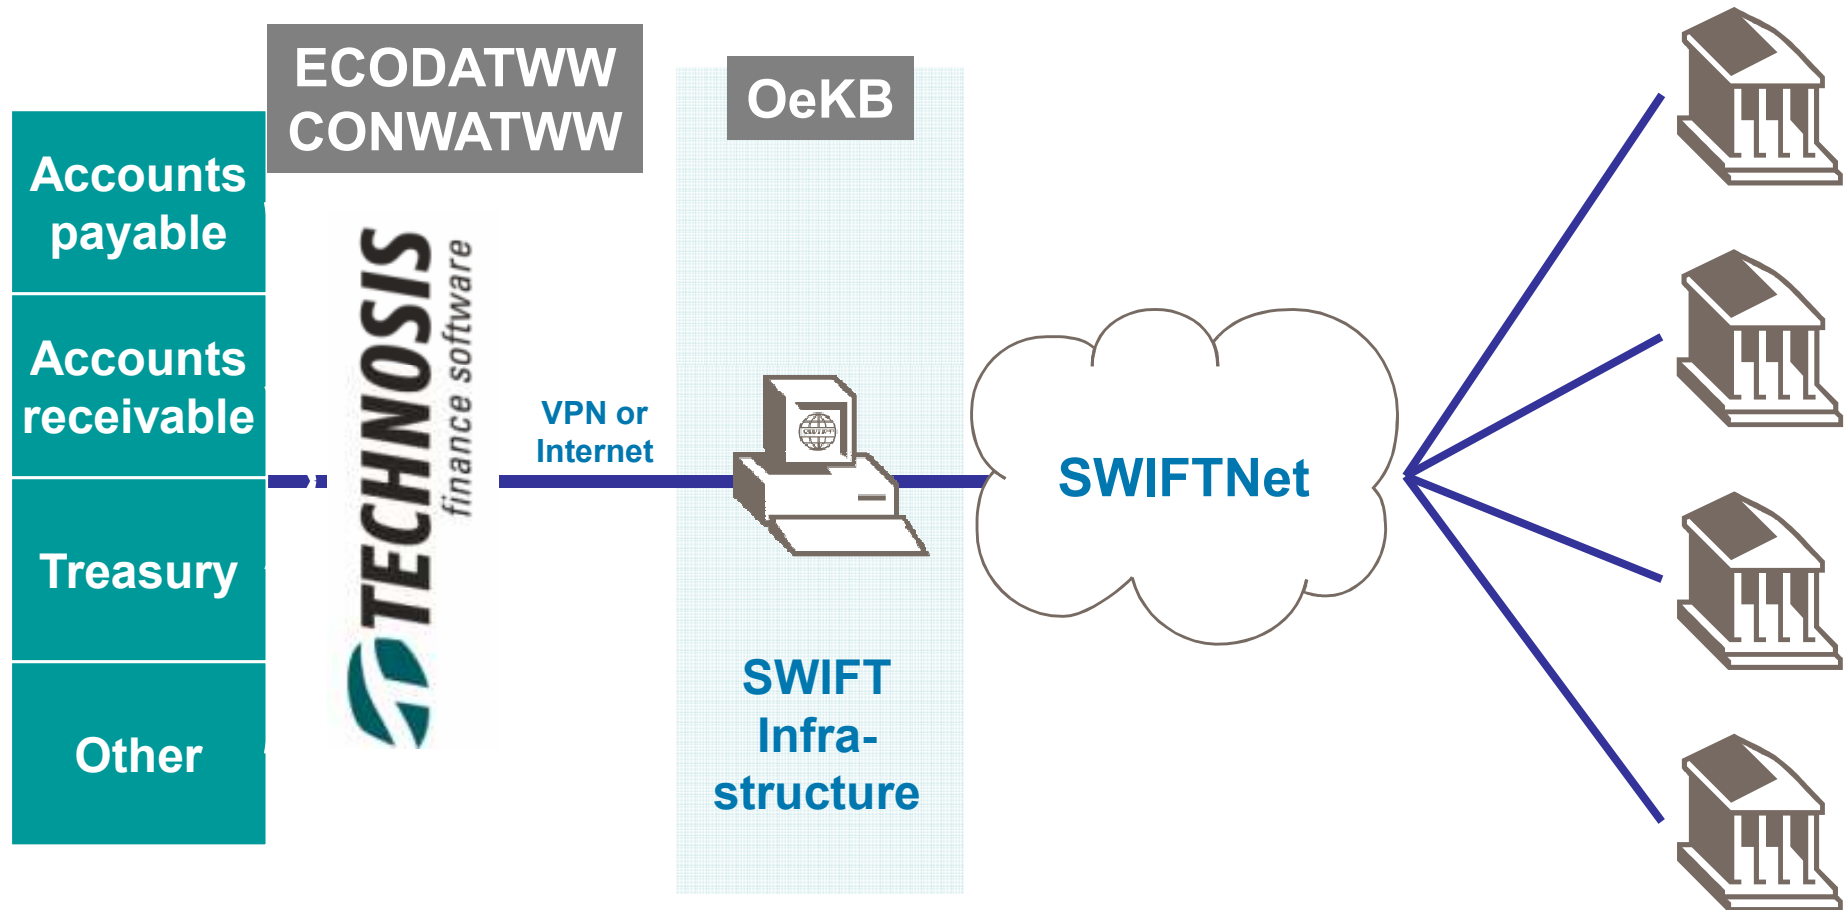 ECODATWW
CONWATWW
OeKB
Accounts
payable
Accounts
receivable
Treasury
Other
TECHNOSIS
finance software
VPN or
Internet
SWIFT
Infra-
structure
SWIFTNet